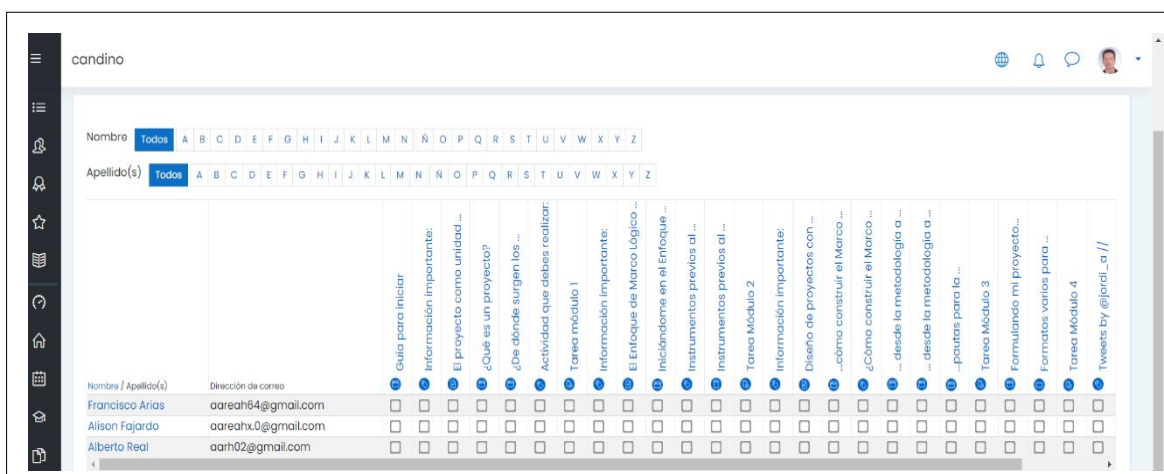 candino
Nombre Todos A B C D E F G H I J K L M N Ñ O P Q R S T U V W X Y Z
Apellido(s) Todos A B C D E F G H I J K L M N Ñ O P Q R S T U V W X Y Z
Guía para iniciar
Información importante:
El proyecto como unidad ...
¿Qué es un proyecto?
¿De dónde surgen los ...
Actividad que debes realizar:
Tarea módulo 1
Información importante:
El Enfoque de Marco Lógico ...
Iniciándome en el Enfoque ...
Instrumentos previos al ...
Instrumentos previos al ...
Tarea Módulo 2
Información importante:
Diseño de proyectos con ...
...cómo construir el Marco ...
¿Cómo construir el Marco ...
... desde la metodología a ...
... desde la metodología a ...
...pautas para la ...
Tarea Módulo 3
Formulando mi proyecto...
Formatos varios para ...
Tarea Módulo 4
Tweets by @jordi_a //
Nombre / Apellido(s) Dirección de correo
Francisco Arias aareah64@gmail.com
Alison Fajardo aareahx.0@gmail.com
Alberto Real aarh02@gmail.com